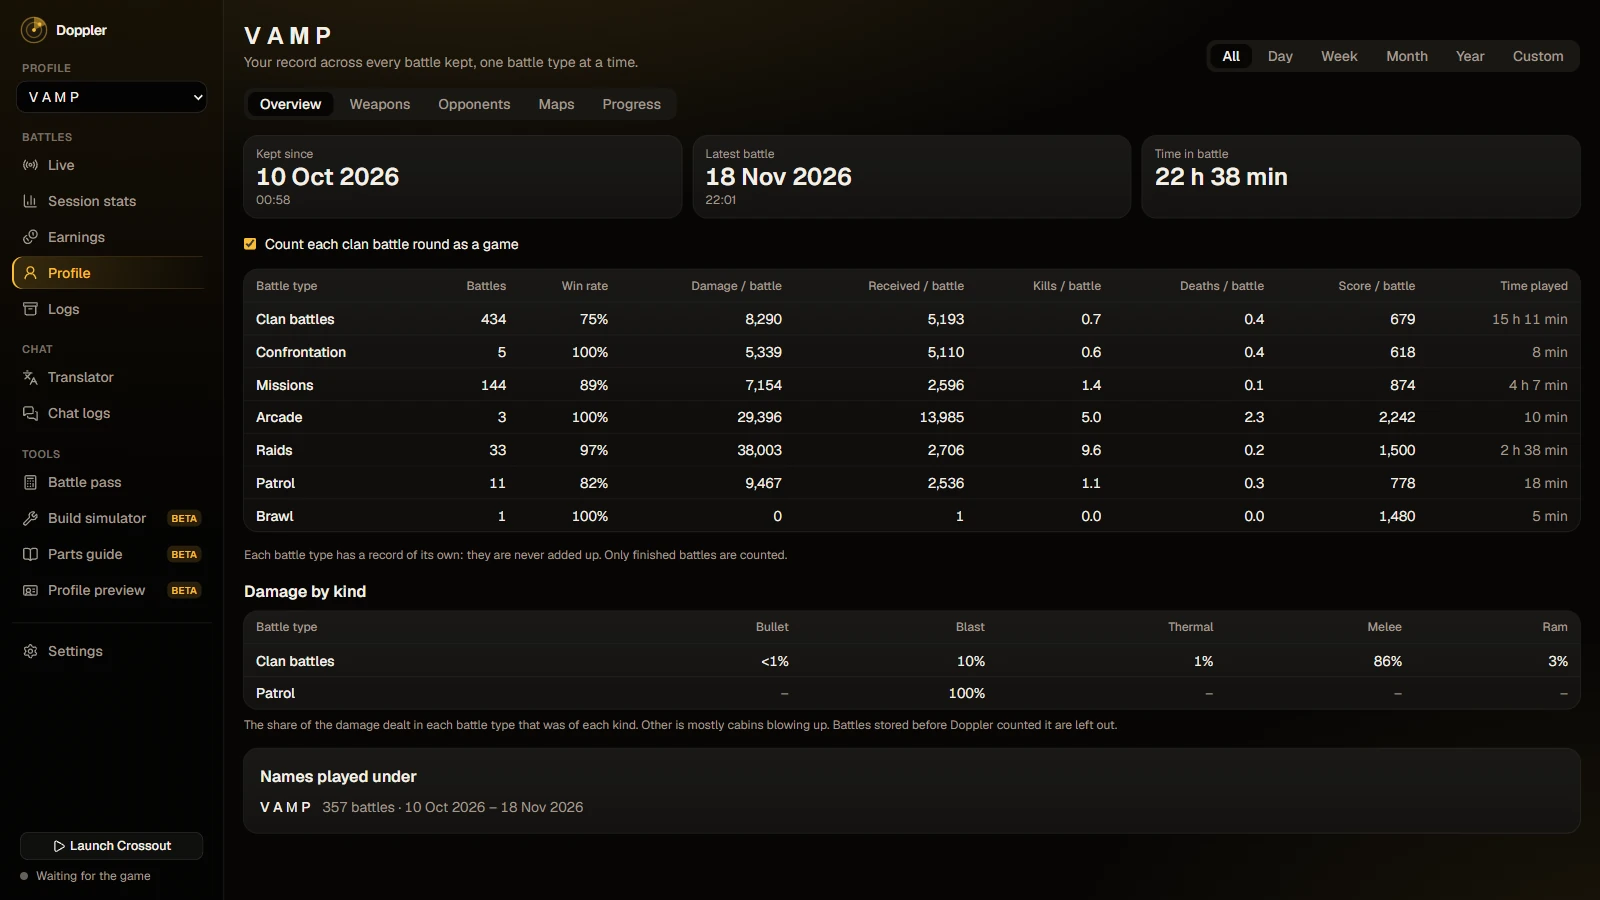 Doppler
PROFILE
V A M P
BATTLES
Live
Session stats
Earnings
Profile
Logs
CHAT
Translator
Chat logs
TOOLS
Battle pass
Build simulator BETA
Parts guide BETA
Profile preview BETA
Settings
Launch Crossout
Waiting for the game
V A M P
Your record across every battle kept, one battle type at a time.
All Day Week Month Year Custom
Overview Weapons Opponents Maps Progress
Kept since
10 Oct 2026
00:58
Latest battle
18 Nov 2026
22:01
Time in battle
22 h 38 min
Count each clan battle round as a game
Battle type Battles Win rate Damage / battle Received / battle Kills / battle Deaths / battle Score / battle Time played
Clan battles 434 75% 8,290 5,193 0.7 0.4 679 15 h 11 min
Confrontation 5 100% 5,339 5,110 0.6 0.4 618 8 min
Missions 144 89% 7,154 2,596 1.4 0.1 874 4 h 7 min
Arcade 3 100% 29,396 13,985 5.0 2.3 2,242 10 min
Raids 33 97% 38,003 2,706 9.6 0.2 1,500 2 h 38 min
Patrol 11 82% 9,467 2,536 1.1 0.3 778 18 min
Brawl 1 100% 0 1 0.0 0.0 1,480 5 min
Each battle type has a record of its own: they are never added up. Only finished battles are counted.
Damage by kind
Battle type Bullet Blast Thermal Melee Ram
Clan battles <1% 10% 1% 86% 3%
Patrol – 100% – – –
The share of the damage dealt in each battle type that was of each kind. Other is mostly cabins blowing up. Battles stored before Doppler counted it are left out.
Names played under
V A M P 357 battles · 10 Oct 2026 – 18 Nov 2026